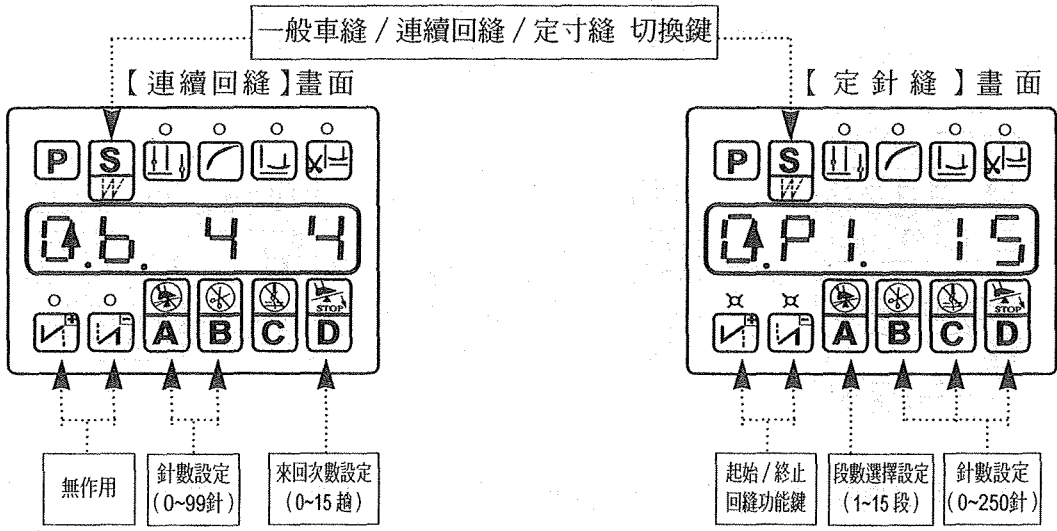 一般車縫 / 連續回縫 / 定寸縫 切換鍵
【連續回縫】畫面
P S
0.b. 4 4
STOP
A B C D
無作用
針數設定
(0~99針)
來回次數設定
(0~15 趟)
【定針縫】畫面
P S
0.P1. 15
STOP
A B C D
起始 / 終止
回縫功能鍵
段數選擇設定
(1~15 段)
針數設定
(0~250針)